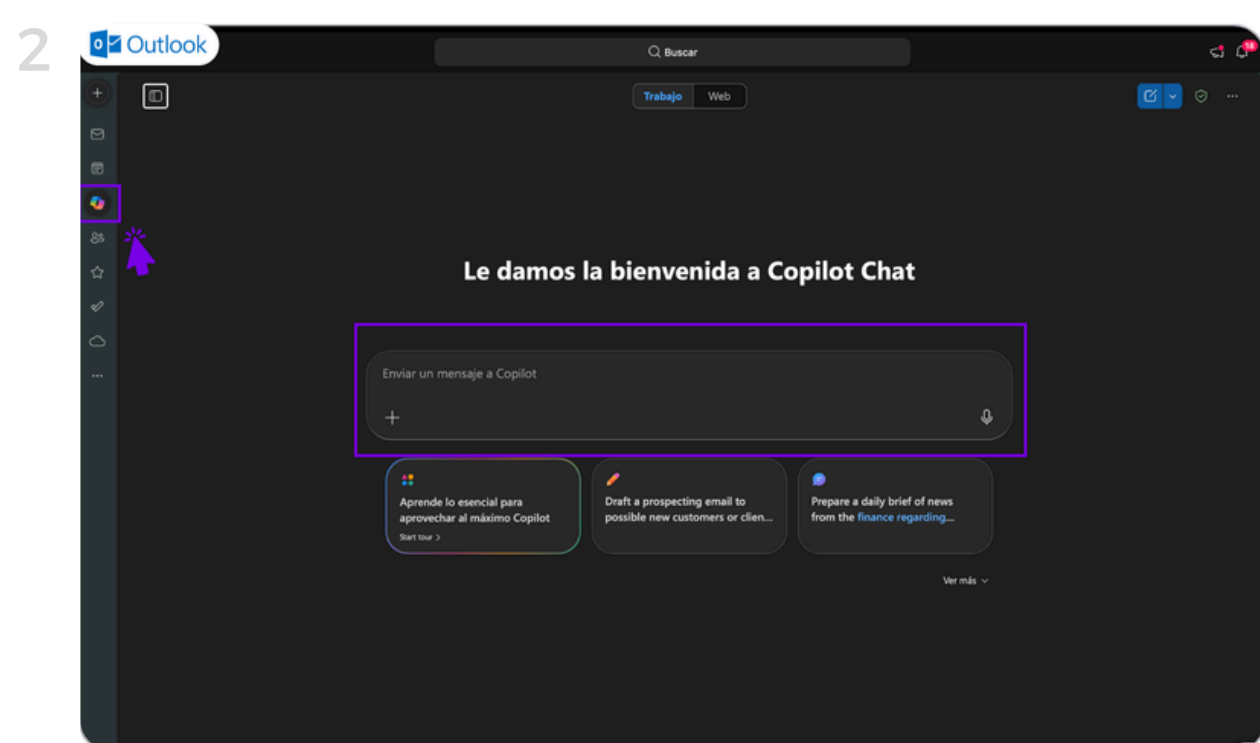 2
Outlook
Buscar
18
Trabajo Web
Le damos la bienvenida a Copilot Chat
Enviar un mensaje a Copilot
Aprende lo esencial para
aprovechar al máximo Copilot
Start tour >
Draft a prospecting email to
possible new customers or clien...
Prepare a daily brief of news
from the finance regarding...
Ver más